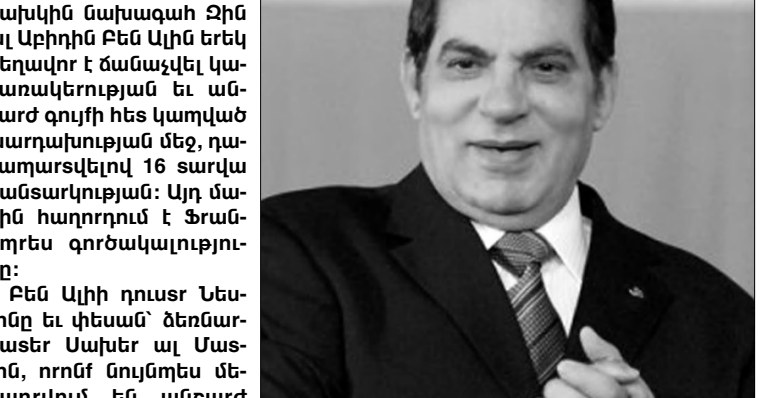 ախկին նախագահ Զին
ալ Աբիդին Բեն Ալին երեկ
եղավոր է ճանաչվել կա-
առակերության եւ ան-
արժ գույքի հետ կապված
արդախության մեջ, դա-
ապարտվելով 16 տարվա
անտարկության: Այդ մա-
ին հաղորդում է Ֆրան-
պրես գործակալությու-
ը:
Բեն Ալիի դուստր Նես-
ինը եւ փեսան` ձեռնար-
ատեր Սախեր ալ Մատ-
ին, որոնք նույնպես մե-